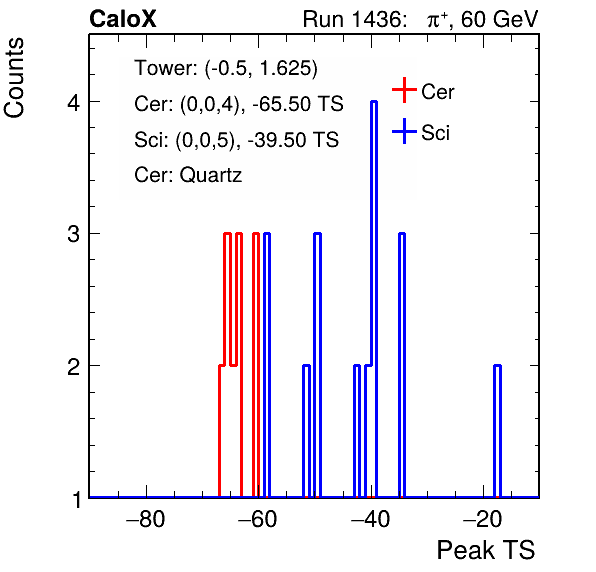 CaloX Run 1436: π⁺, 60 GeV
Counts
Tower: (-0.5, 1.625)
Cer: (0,0,4), -65.50 TS
Sci: (0,0,5), -39.50 TS
Cer: Quartz
Cer
Sci
4
3
2
1
−80 −60 −40 −20
Peak TS